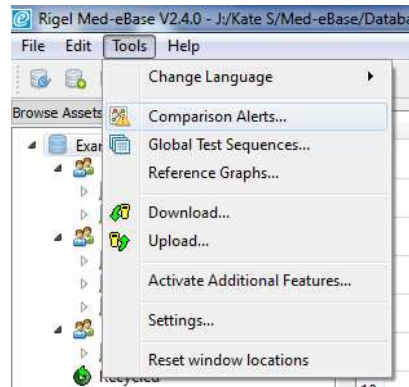 Rigel Med-eBase V2.4.0 - J:/Kate S/Med-eBase/Databa
File Edit Tools Help
Change Language
Browse Assets
Comparison Alerts...
Exar
Global Test Sequences...
Reference Graphs...
Download...
Upload...
Activate Additional Features...
Settings...
Reset window locations
Recycled